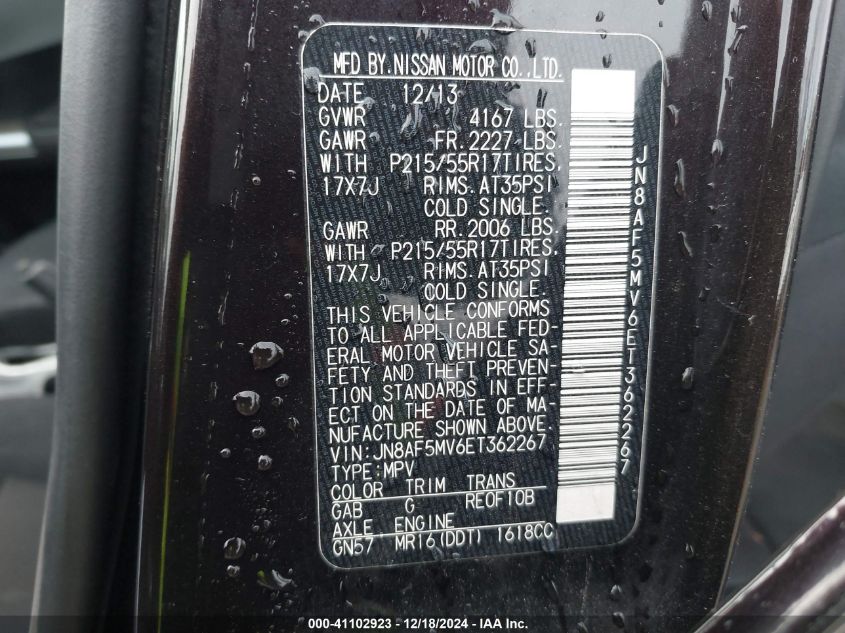 MFD BY.NISSAN MOTOR CO.,LTD.
DATE 12/13
GVWR 4167 LBS.
GAWR FR.2227 LBS.
WITH P215/55R17TIRES,
17X7J RIMS.AT35PSI
COLD SINGLE.
GAWR RR.2006 LBS.
WITH P215/55R17TIRES,
17X7J RIMS.AT35PSI
COLD SINGLE.
THIS VEHICLE CONFORMS
TO ALL APPLICABLE FED-
ERAL MOTOR VEHICLE SA-
FETY AND THEFT PREVEN-
TION STANDARDS IN EFF-
ECT ON THE DATE OF MA-
NUFACTURE SHOWN ABOVE.
VIN:JN8AF5MV6ET362267
TYPE:MPV
COLOR TRIM TRANS
GAB G RE0F10B
AXLE ENGINE
GN57 MR16(DDT) 1618CC
JN8AF5MV6ET362267
000-41102923 - 12/18/2024 - IAA Inc.